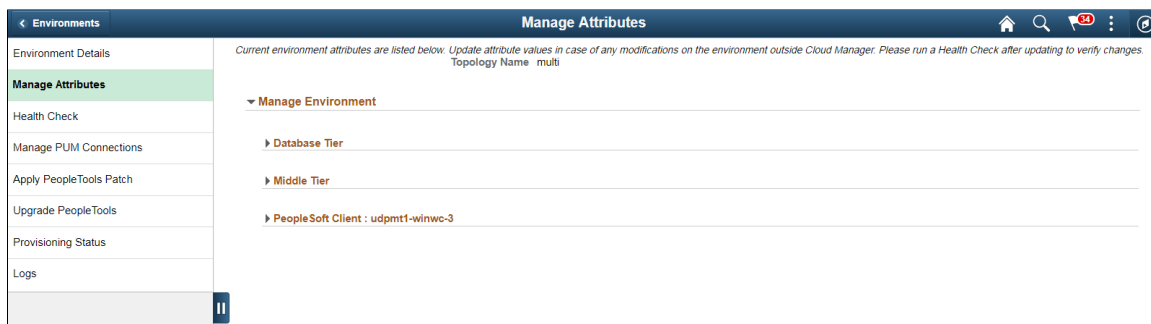 Environments
Manage Attributes
34
Environment Details
Manage Attributes
Health Check
Manage PUM Connections
Apply PeopleTools Patch
Upgrade PeopleTools
Provisioning Status
Logs
Current environment attributes are listed below. Update attribute values in case of any modifications on the environment outside Cloud Manager. Please run a Health Check after updating to verify changes.
Topology Name multi
Manage Environment
Database Tier
Middle Tier
PeopleSoft Client : udpmt1-winwc-3